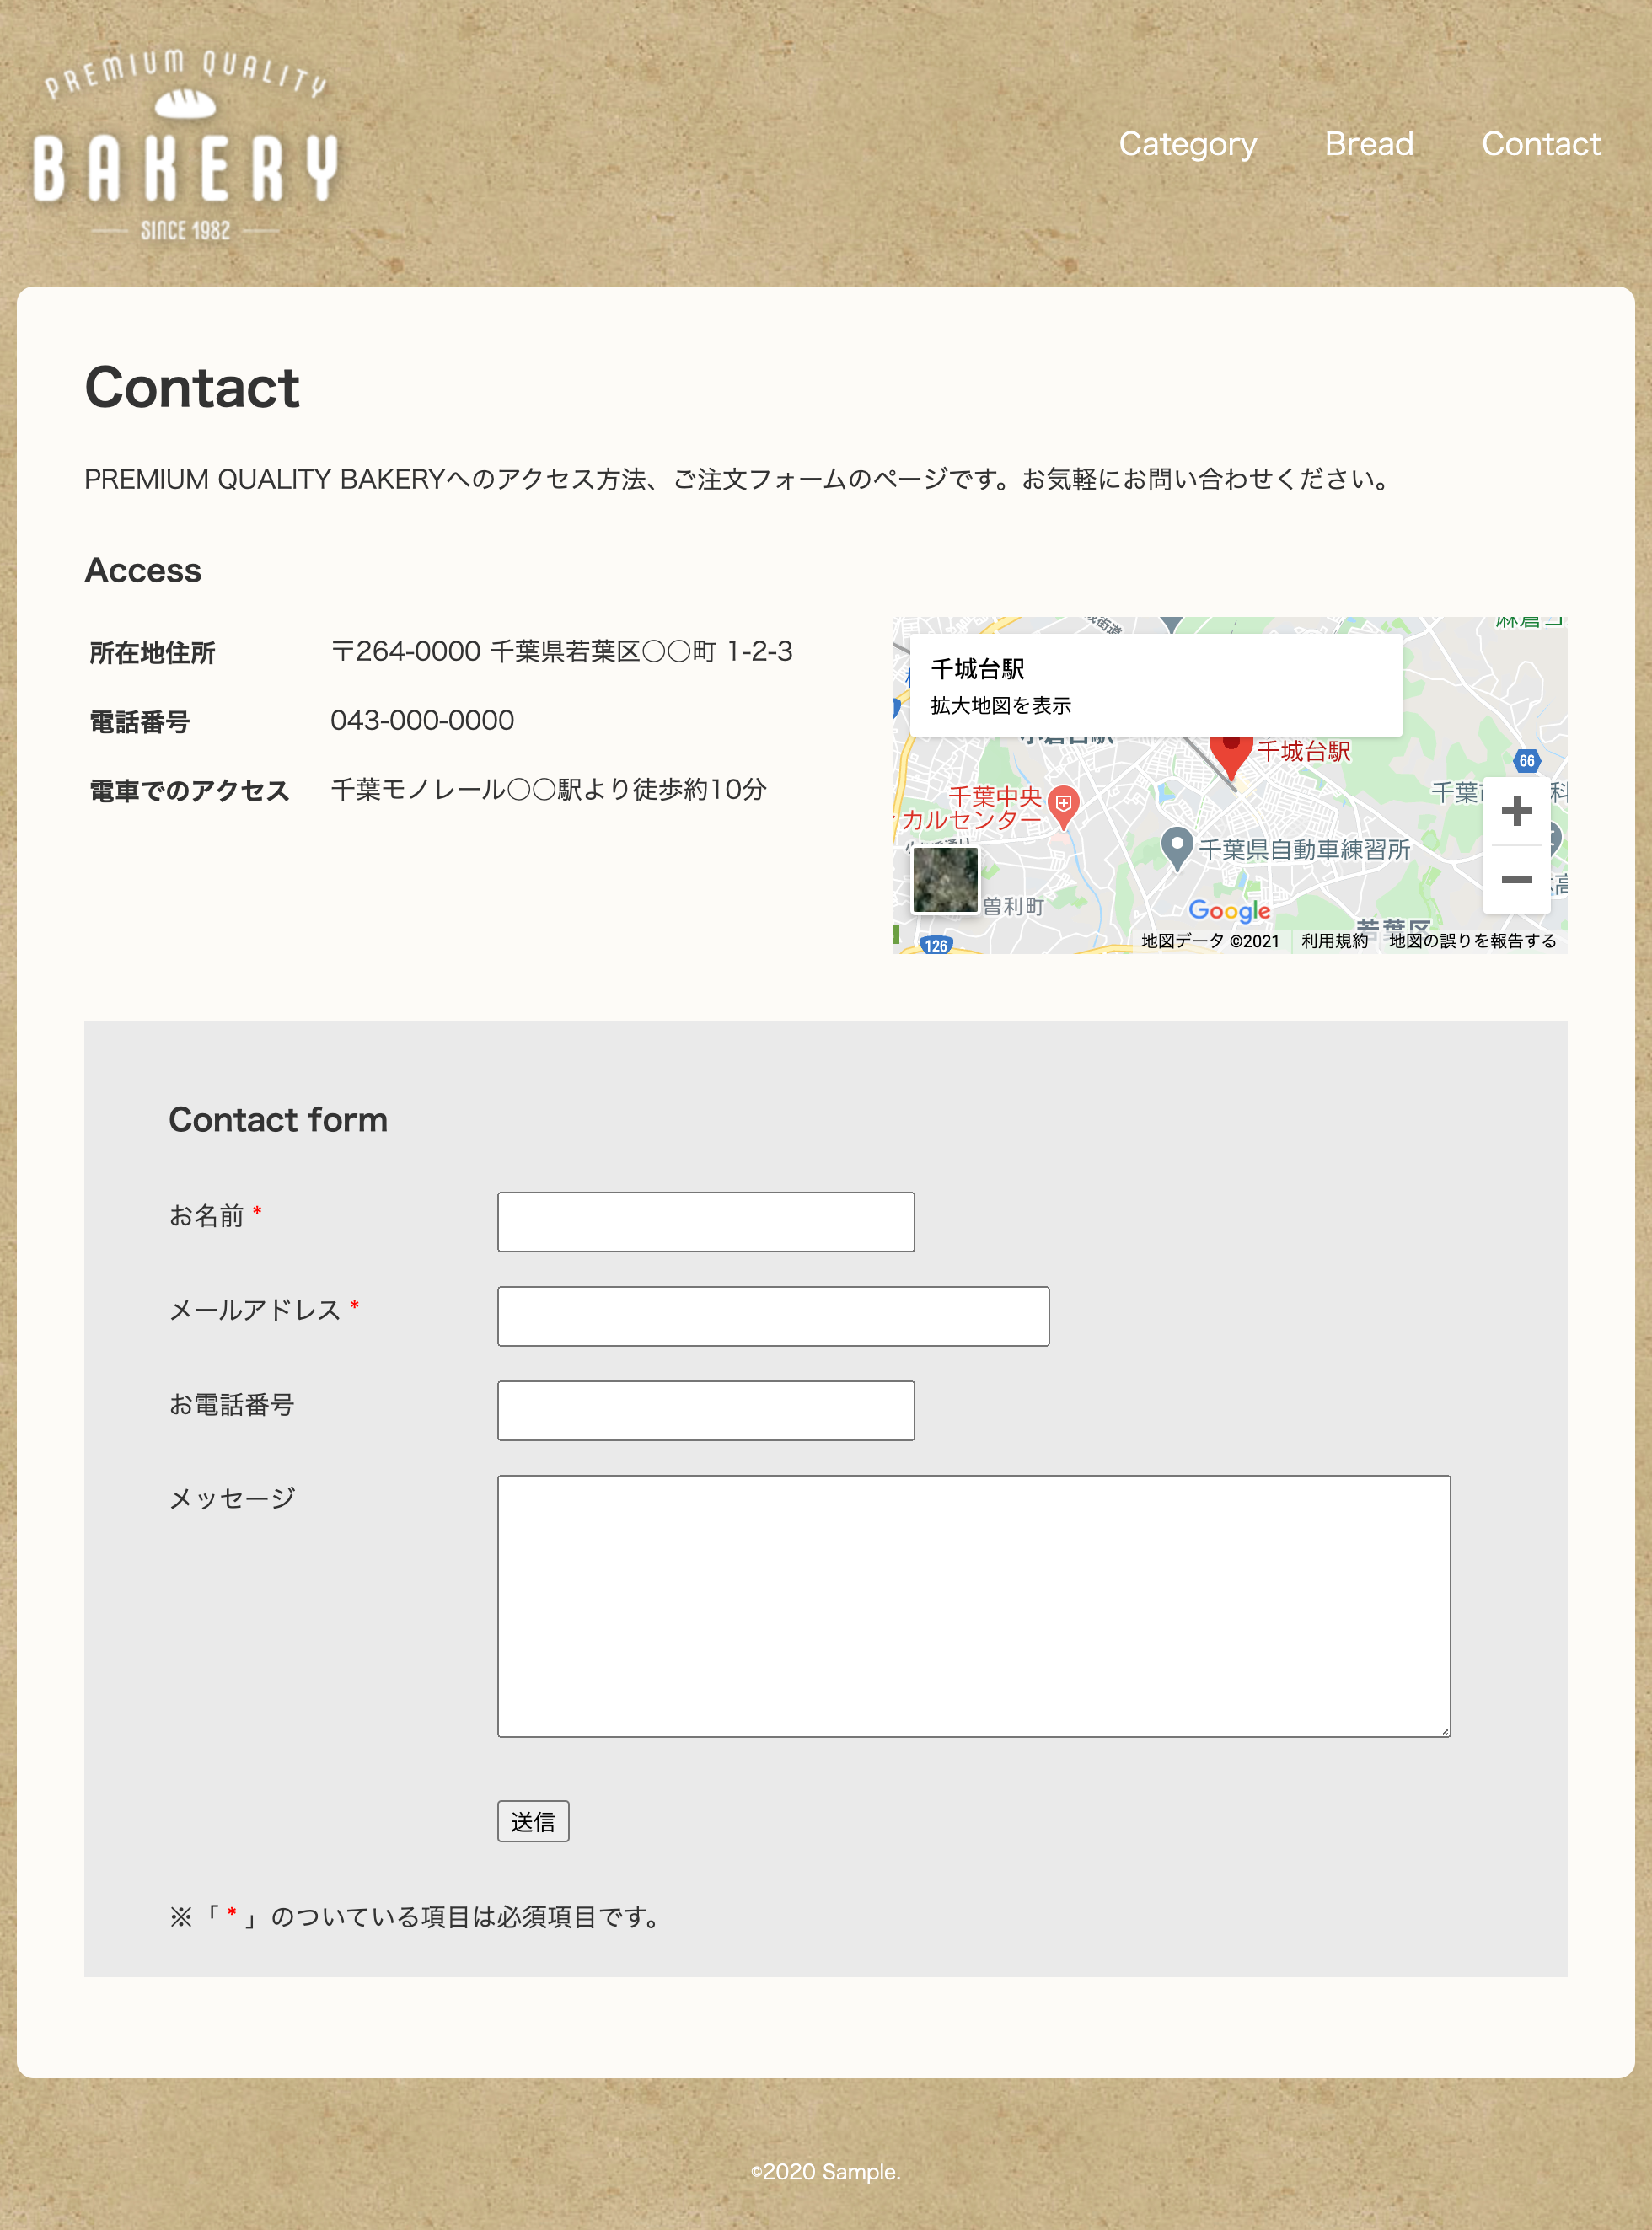 PREMIUM QUALITY
BAKERY
SINCE 1982
Category
Bread
Contact
Contact
PREMIUM QUALITY BAKERYへのアクセス方法、ご注文フォームのページです。お気軽にお問い合わせください。
Access
所在地住所 〒264-0000 千葉県若葉区〇〇町 1-2-3
電話番号 043-000-0000
電車でのアクセス 千葉モノレール〇〇駅より徒歩約10分
千城台駅
拡大地図を表示
小倉台駅
千城台駅
66
千葉中央
カルセンター
千葉県自動車練習所
曽利町
Google
若葉区
126
地図データ ©2021 利用規約 地図の誤りを報告する
Contact form
お名前 *
メールアドレス *
お電話番号
メッセージ
送信
※「 * 」のついている項目は必須項目です。
©2020 Sample.